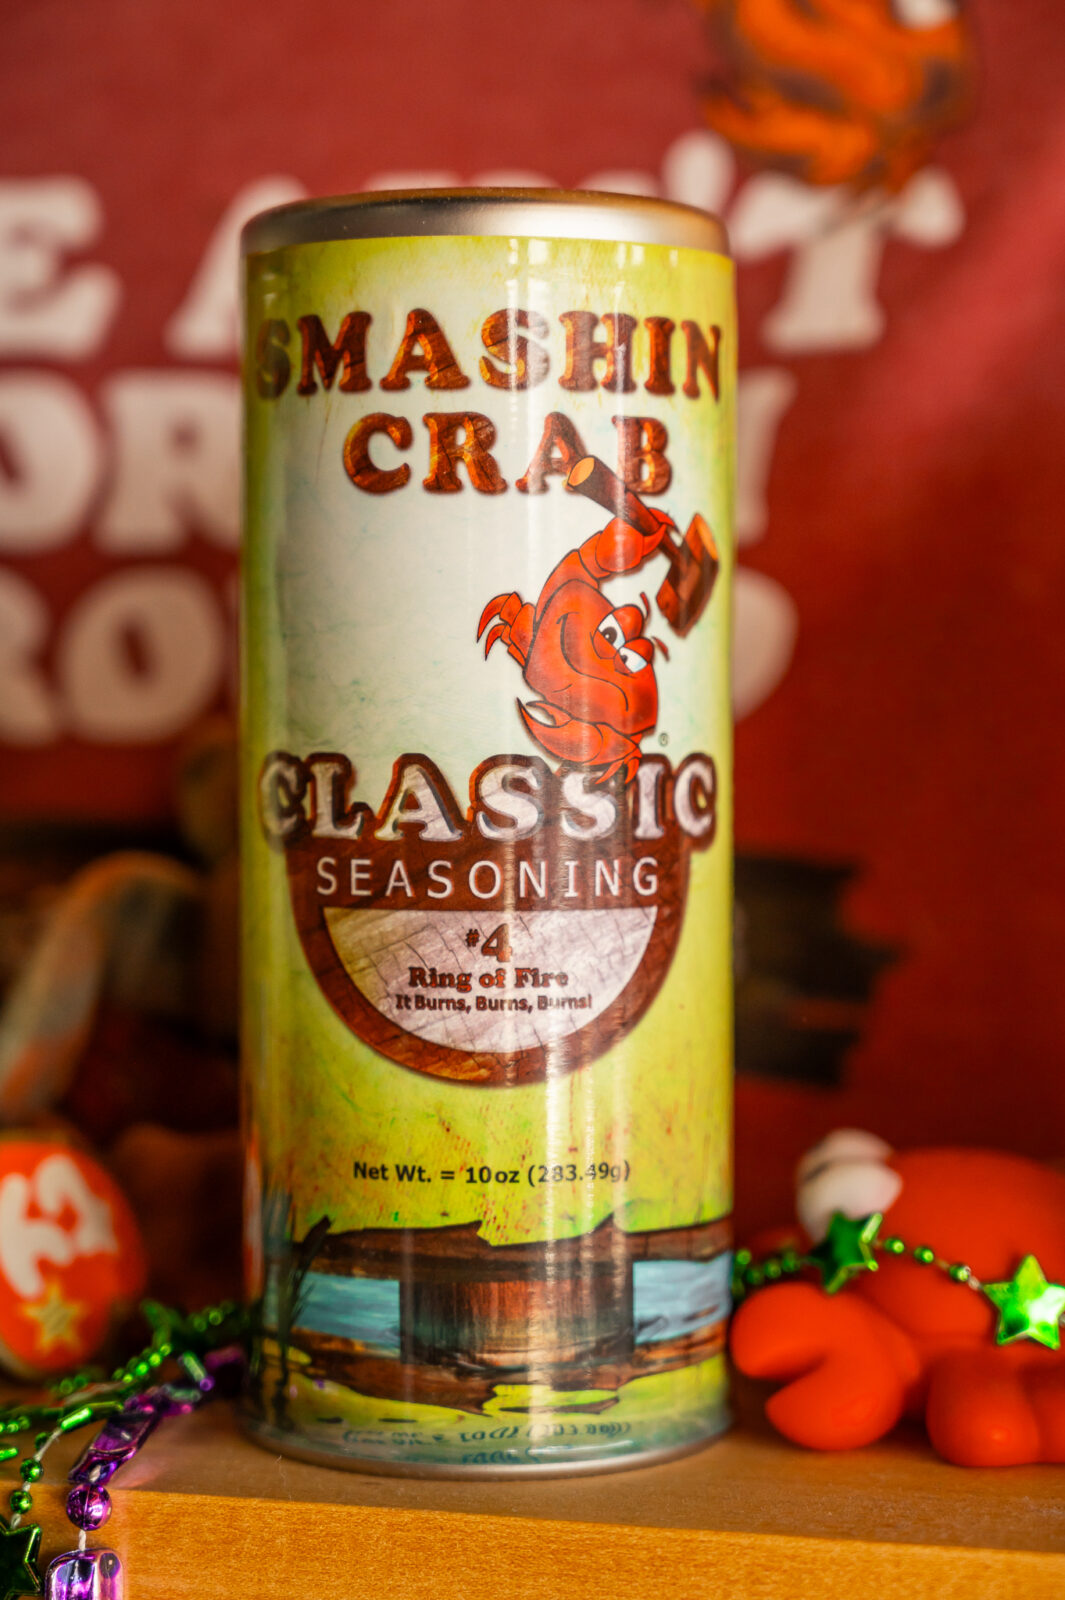 SMASHIN
CRAB
®
CLASSIC
SEASONING
#4
Ring of Fire
It Burns, Burns, Burns!
Net Wt. = 10oz (283.49g)